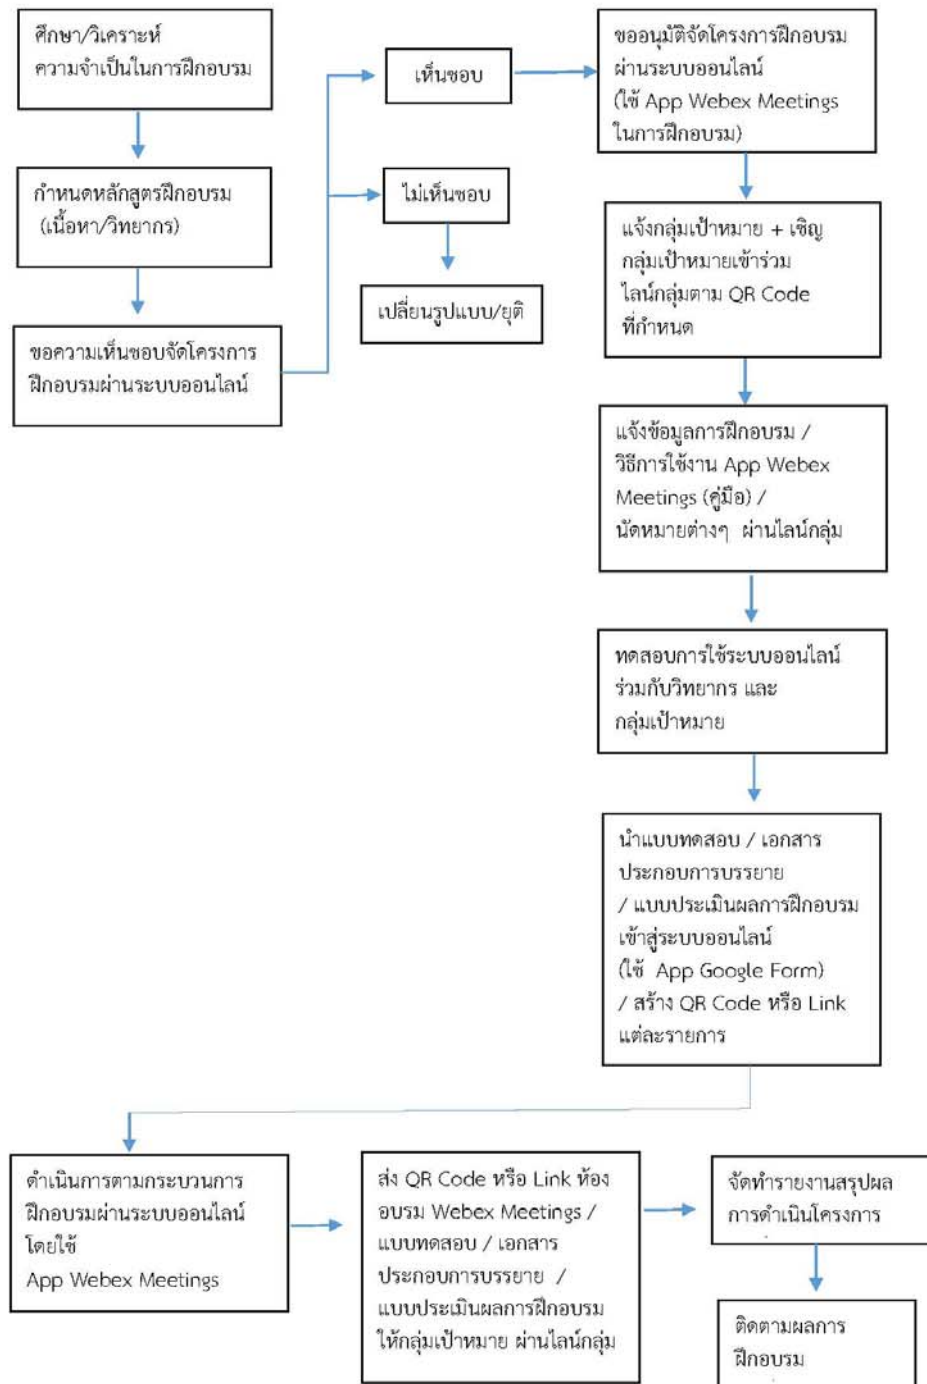 ศึกษา/วิเคราะห์
ความจำเป็นในการฝึกอบรม
กำหนดหลักสูตรฝึกอบรม
(เนื้อหา/วิทยากร)
ขอความเห็นชอบจัดโครงการ
ฝึกอบรมผ่านระบบออนไลน์
เห็นชอบ
ไม่เห็นชอบ
เปลี่ยนรูปแบบ/ยุติ
ขออนุมัติจัดโครงการฝึกอบรม
ผ่านระบบออนไลน์
(ใช้ App Webex Meetings
ในการฝึกอบรม)
แจ้งกลุ่มเป้าหมาย + เชิญ
กลุ่มเป้าหมายเข้าร่วม
ไลน์กลุ่มตาม QR Code
ที่กำหนด
แจ้งข้อมูลการฝึกอบรม /
วิธีการใช้งาน App Webex
Meetings (คู่มือ) /
นัดหมายต่างๆ ผ่านไลน์กลุ่ม
ทดสอบการใช้ระบบออนไลน์
ร่วมกับวิทยากร และ
กลุ่มเป้าหมาย
นำแบบทดสอบ / เอกสาร
ประกอบการบรรยาย
/ แบบประเมินผลการฝึกอบรม
เข้าสู่ระบบออนไลน์
(ใช้ App Google Form)
/ สร้าง QR Code หรือ Link
แต่ละรายการ
ดำเนินการตามกระบวนการ
ฝึกอบรมผ่านระบบออนไลน์
โดยใช้
App Webex Meetings
ส่ง QR Code หรือ Link ห้อง
อบรม Webex Meetings /
แบบทดสอบ / เอกสาร
ประกอบการบรรยาย /
แบบประเมินผลการฝึกอบรม
ให้กลุ่มเป้าหมาย ผ่านไลน์กลุ่ม
จัดทำรายงานสรุปผล
การดำเนินโครงการ
ติดตามผลการ
ฝึกอบรม